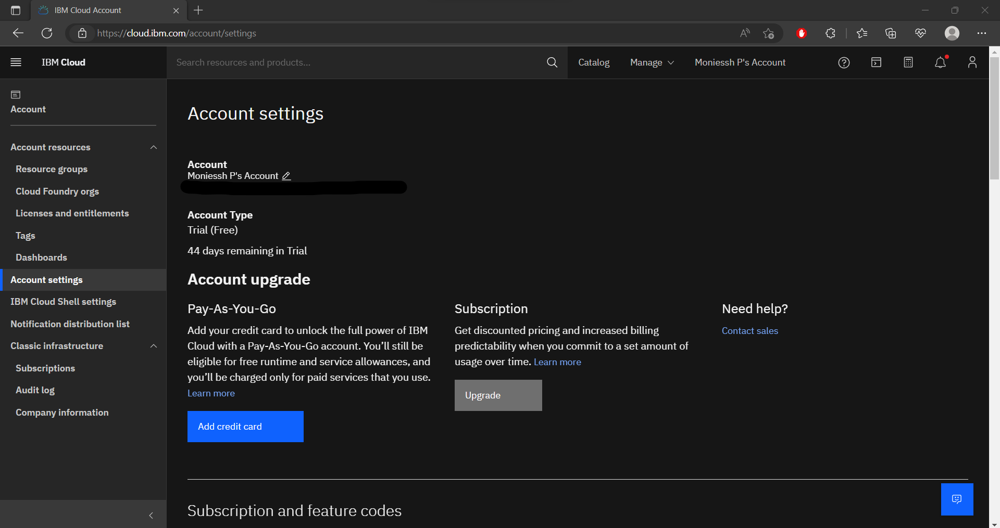 IBM Cloud Account
https://cloud.ibm.com/account/settings
IBM Cloud
Search resources and products...
Catalog
Manage
Moniessh P's Account
Account
Account resources
Resource groups
Cloud Foundry orgs
Licenses and entitlements
Tags
Dashboards
Account settings
IBM Cloud Shell settings
Notification distribution list
Classic infrastructure
Subscriptions
Audit log
Company information
Account settings
Account
Moniessh P's Account
Account Type
Trial (Free)
44 days remaining in Trial
Account upgrade
Pay-As-You-Go
Add your credit card to unlock the full power of IBM
Cloud with a Pay-As-You-Go account. You’ll still be
eligible for free runtime and service allowances, and
you’ll be charged only for paid services that you use.
Learn more
Add credit card
Subscription
Get discounted pricing and increased billing
predictability when you commit to a set amount of
usage over time. Learn more
Upgrade
Need help?
Contact sales
Subscription and feature codes